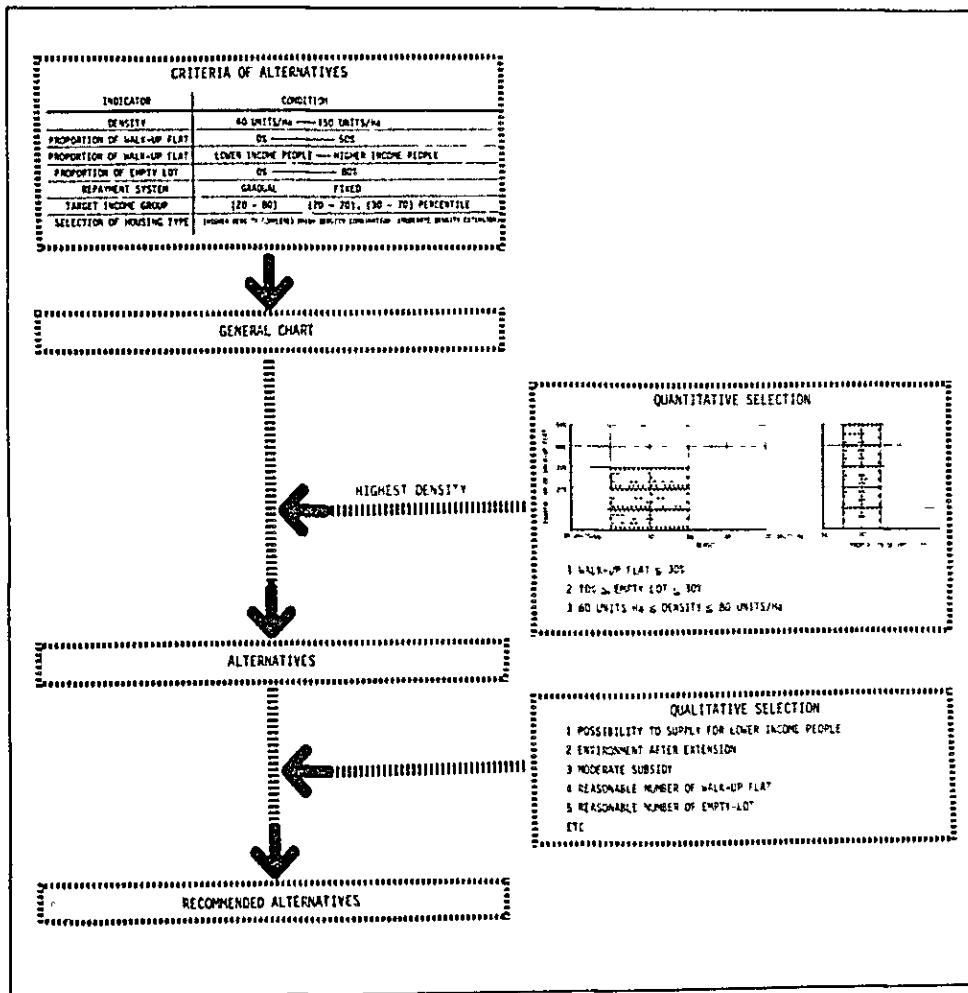 CRITERIA OF ALTERNATIVES
INDICATOR CONDITION
DENSITY 60 UNITS/Ha — 150 UNITS/Ha
PROPORTION OF WALK-UP FLAT 0% — 50%
PROPORTION OF WALK-UP FLAT LOWER INCOME PEOPLE — HIGHER INCOME PEOPLE
PROPORTION OF EMPTY LOT 0% — 80%
REPAYMENT SYSTEM GRADUAL FIXED
TARGET INCOME GROUP [20 - 80] [20 - 70], [30 - 70] PERCENTILE
SELECTION OF HOUSING TYPE
GENERAL CHART
QUANTITATIVE SELECTION
HIGHEST DENSITY
1 WALK-UP FLAT ≤ 30%
2 EMPTY LOT ≤ 30%
3 60 UNITS Ha ≤ DENSITY ≤ 80 UNITS/Ha
ALTERNATIVES
QUALITATIVE SELECTION
1 POSSIBILITY TO SUPPLY FOR LOWER INCOME PEOPLE
2 ENVIRONMENT AFTER EXTENSION
3 MODERATE SUBSIDY
4 REASONABLE NUMBER OF WALK-UP FLAT
5 REASONABLE NUMBER OF EMPTY-LOT
ETC
RECOMMENDED ALTERNATIVES